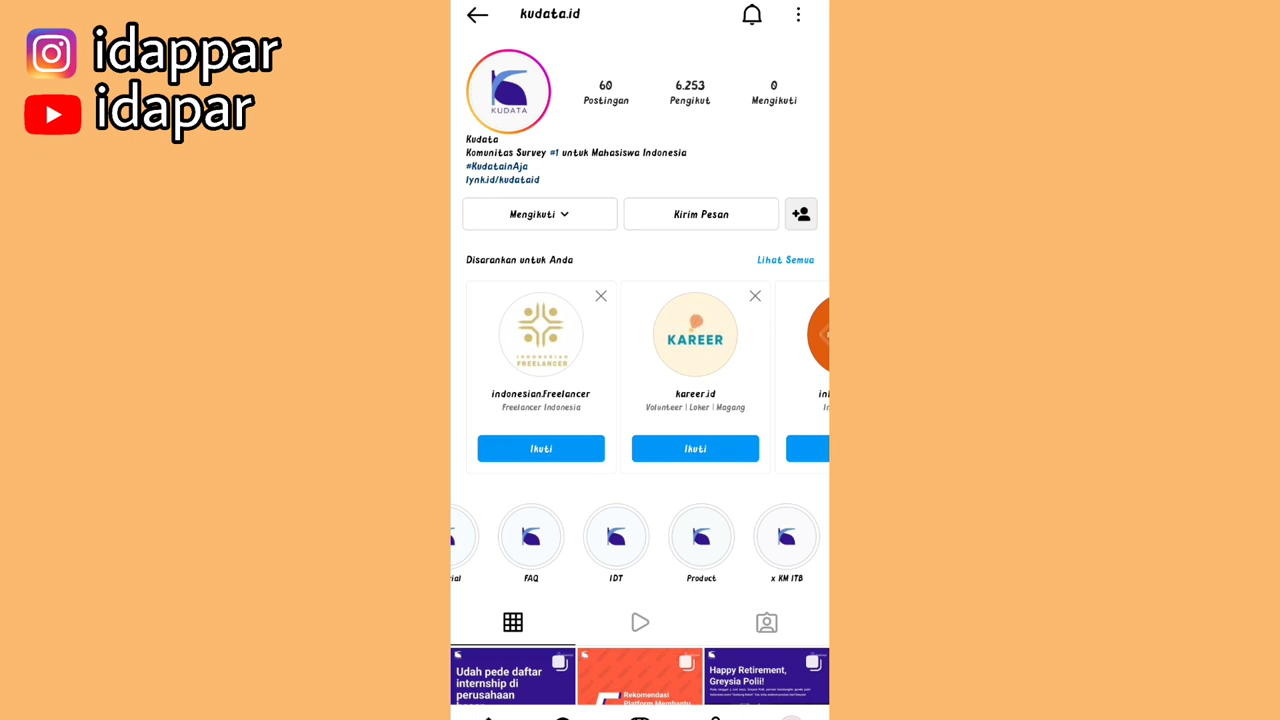 idappar
idapar
kudata.id
KUDATA
60
Postingan
6.253
Pengikut
0
Mengikuti
Kudata
Komunitas Survey #1 untuk Mahasiswa Indonesia
#KudatainAja
lynk.id/kudataid
Mengikuti
Kirim Pesan
Disarankan untuk Anda
Lihat Semua
INDONESIAN
FREELANCER
indonesian.freelancer
Freelancer Indonesia
Ikuti
KAREER
kareer.id
Volunteer | Loker | Magang
Ikuti
FAQ
IDT
Product
x KM ITB
Udah pede daftar
internship di
perusahaan
Rekomendasi
Platform Membantu
Happy Retirement,
Greysia Polii!